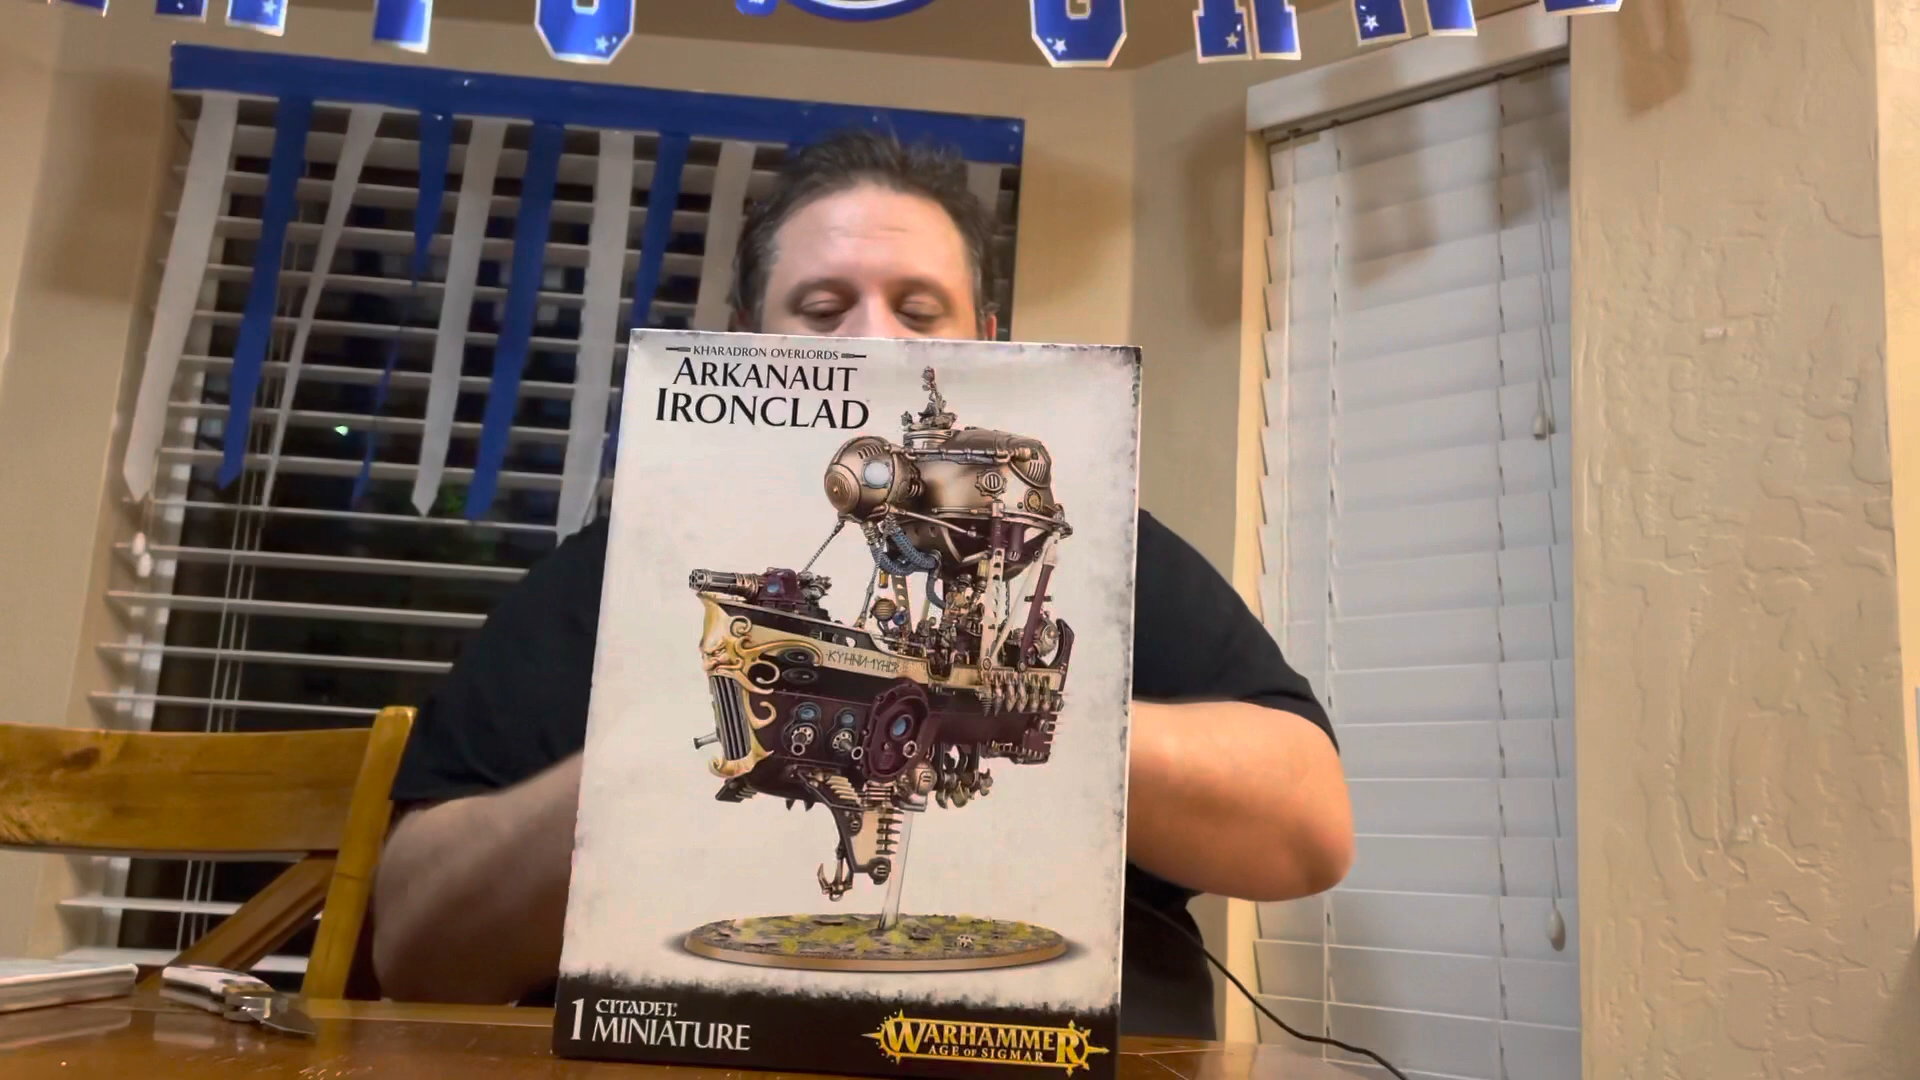 KHARADRON OVERLORDS
ARKANAUT
IRONCLAD
1 CITADEL
MINIATURE
WARHAMMER
AGE OF SIGMAR